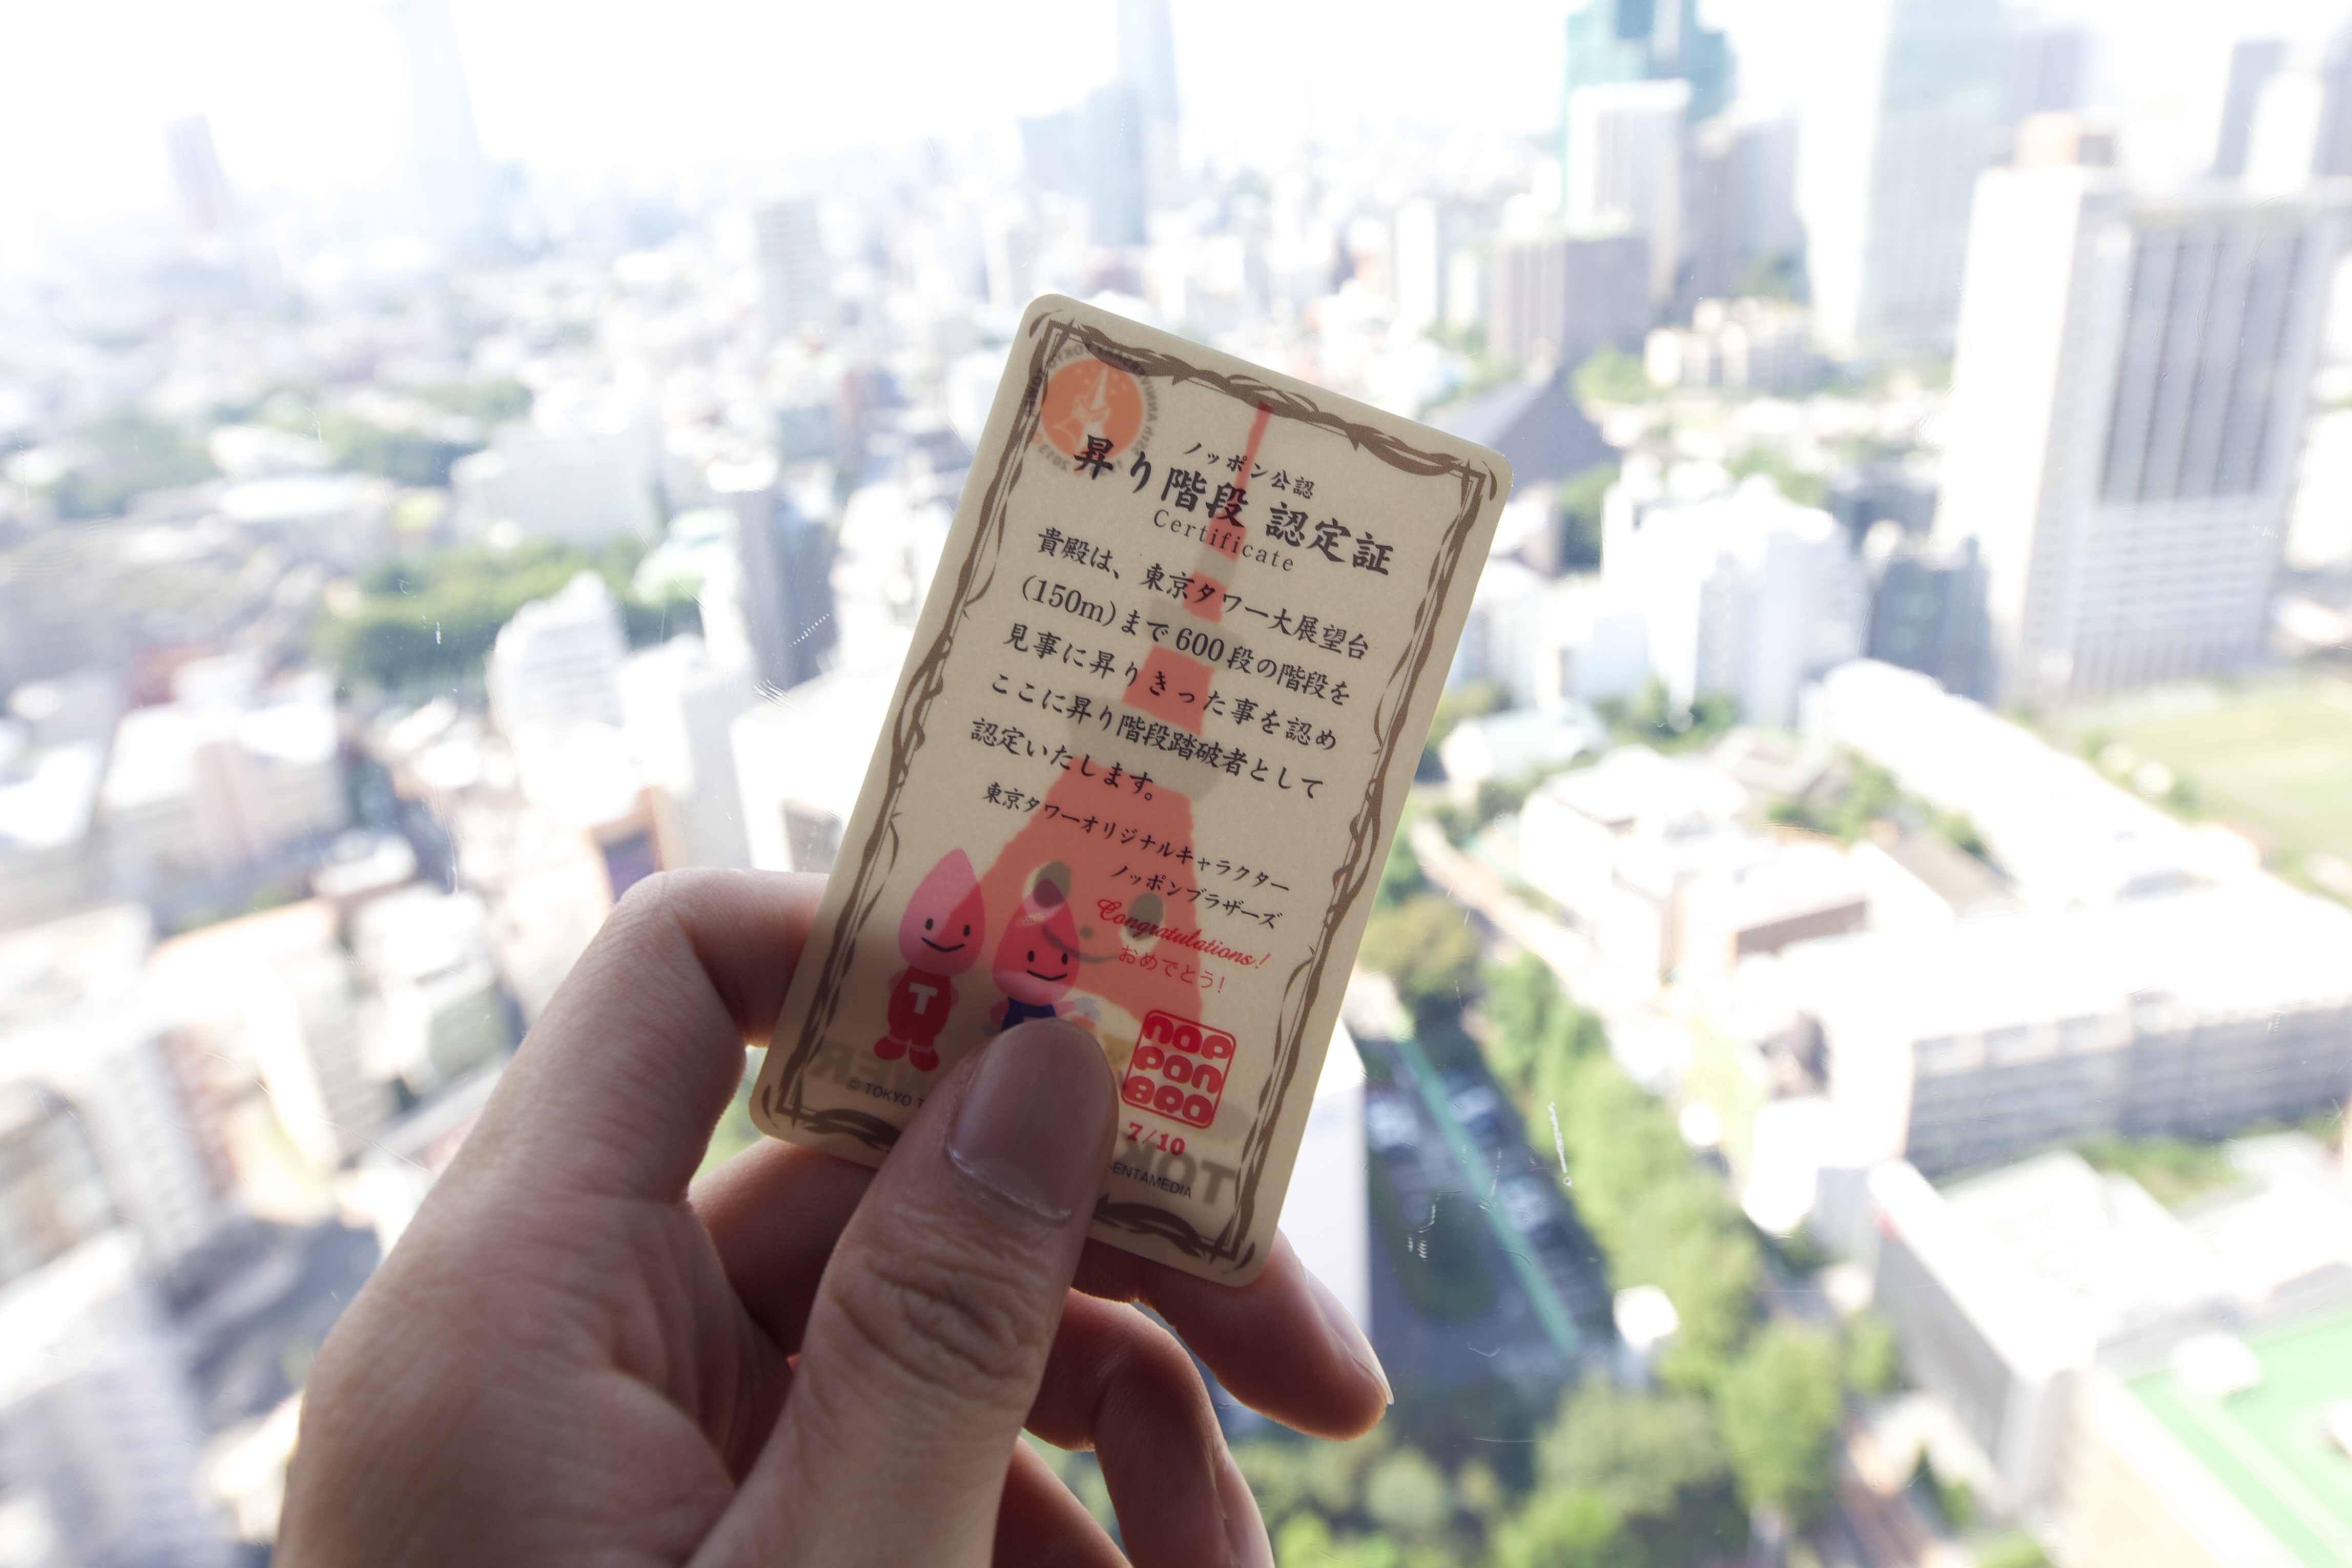 ノッポン公認
昇り階段 認定証
Certificate
貴殿は、東京タワー大展望台
(150m)まで600段の階段を
見事に昇りきった事を認め
ここに昇り階段踏破者として
認定いたします。
東京タワーオリジナルキャラクター
ノッポンブラザーズ
Congratulations!
おめでとう!
T
NOP
PON
BRO
7/10
© TOKYO
-ENTAMEDIA